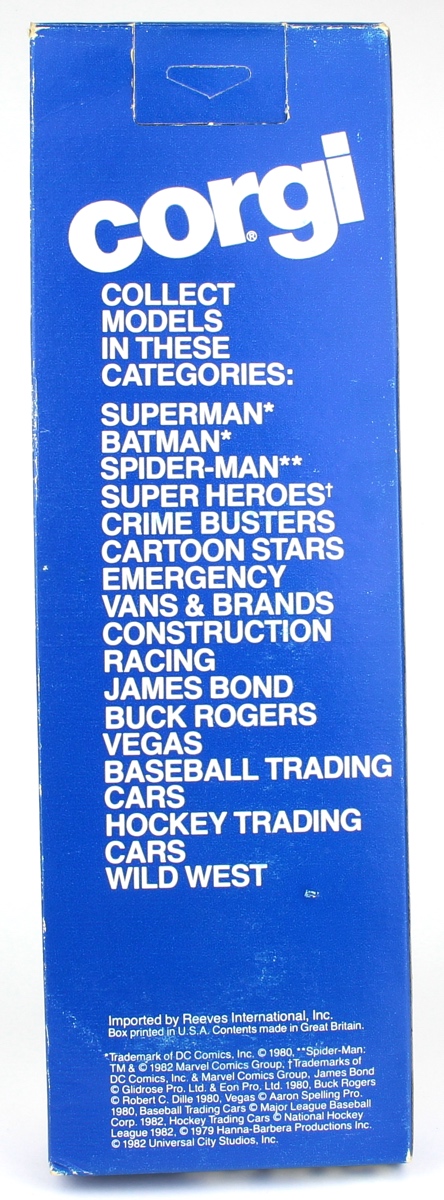 corgi®
COLLECT
MODELS
IN THESE
CATEGORIES:
SUPERMAN*
BATMAN*
SPIDER-MAN**
SUPER HEROES†
CRIME BUSTERS
CARTOON STARS
EMERGENCY
VANS & BRANDS
CONSTRUCTION
RACING
JAMES BOND
BUCK ROGERS
VEGAS
BASEBALL TRADING
CARS
HOCKEY TRADING
CARS
WILD WEST
Imported by Reeves International, Inc.
Box printed in U.S.A. Contents made in Great Britain.
*Trademark of DC Comics, Inc. © 1980, **Spider-Man:
TM & © 1982 Marvel Comics Group, †Trademarks of
DC Comics, Inc. & Marvel Comics Group, James Bond
© Glidrose Pro. Ltd. & Eon Pro. Ltd. 1980, Buck Rogers
© Robert C. Dille 1980, Vegas © Aaron Spelling Pro.
1980, Baseball Trading Cars © Major League Baseball
Corp. 1982, Hockey Trading Cars © National Hockey
League 1982, © 1979 Hanna-Barbera Productions Inc.
© 1982 Universal City Studios, Inc.